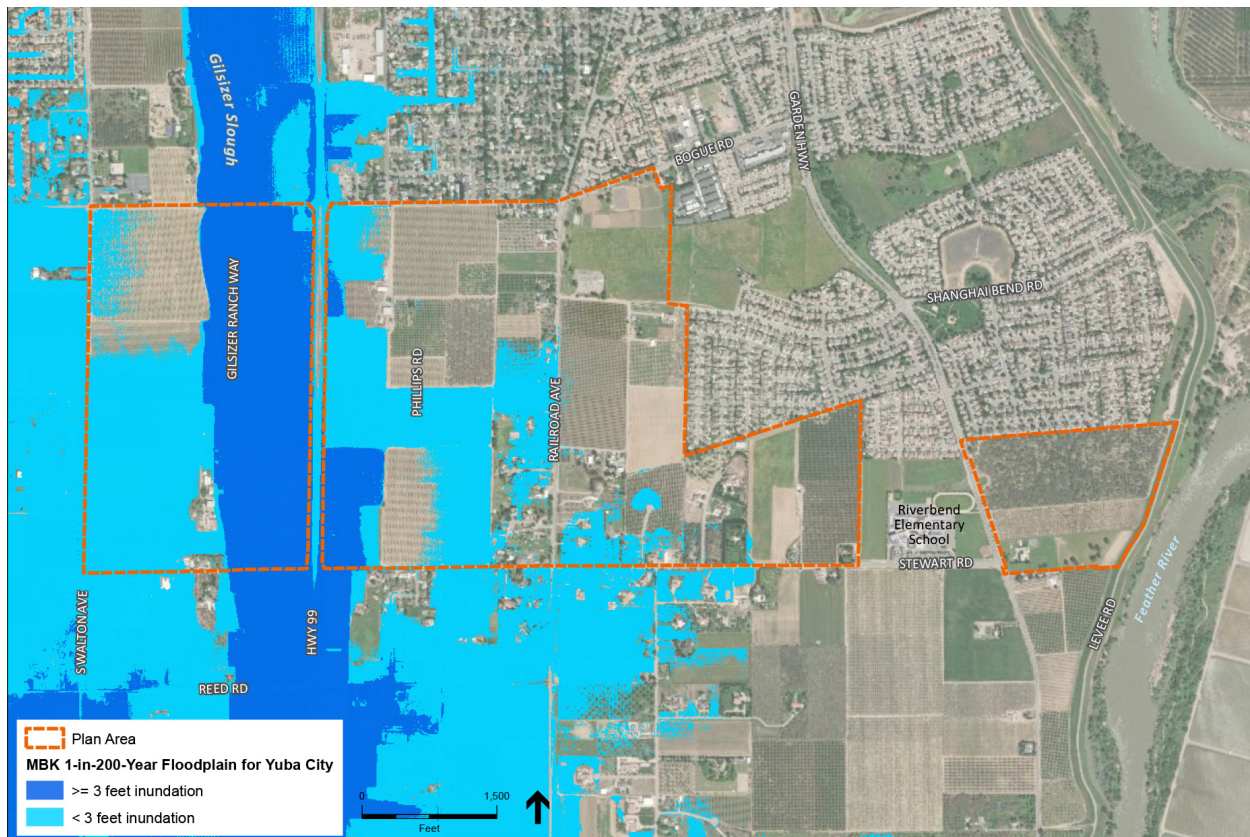 Gilsizer Slough
GARDEN HWY
BOGUE RD
GILSIZER RANCH WAY
SHANGHAI BEND RD
PHILLIPS RD
RAILROAD AVE
Riverbend
Elementary
School
STEWART RD
Feather River
LEVEE RD
S WALTON AVE
HWY 99
REED RD
Plan Area
MBK 1-in-200-Year Floodplain for Yuba City
>= 3 feet inundation
< 3 feet inundation
0 1,500
Feet